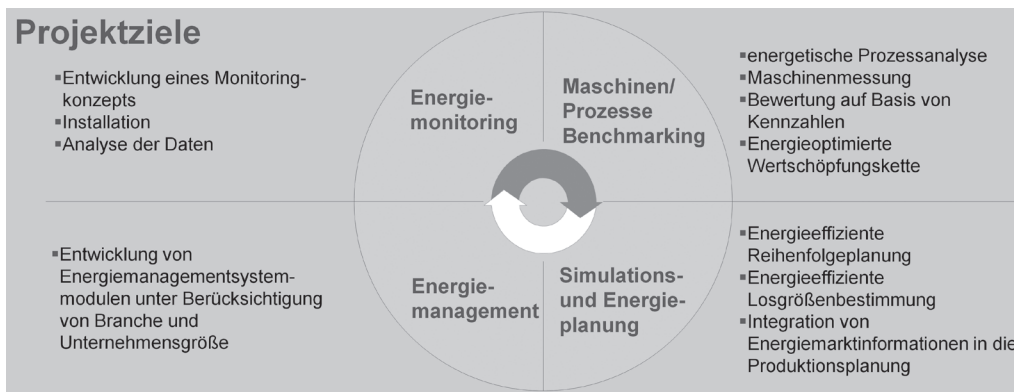 Projektziele
▪Entwicklung eines Monitoring-
konzepts
▪Installation
▪Analyse der Daten
Energie-
monitoring
Maschinen/
Prozesse
Benchmarking
▪energetische Prozessanalyse
▪Maschinenmessung
▪Bewertung auf Basis von
Kennzahlen
▪Energieoptimierte
Wertschöpfungskette
▪Entwicklung von
Energiemanagementsystem-
modulen unter Berücksichtigung
von Branche und
Unternehmensgröße
Energie-
management
Simulations-
und Energie-
planung
▪Energieeffiziente
Reihenfolgeplanung
▪Energieeffiziente
Losgrößenbestimmung
▪Integration von
Energiemarktinformationen in die
Produktionsplanung